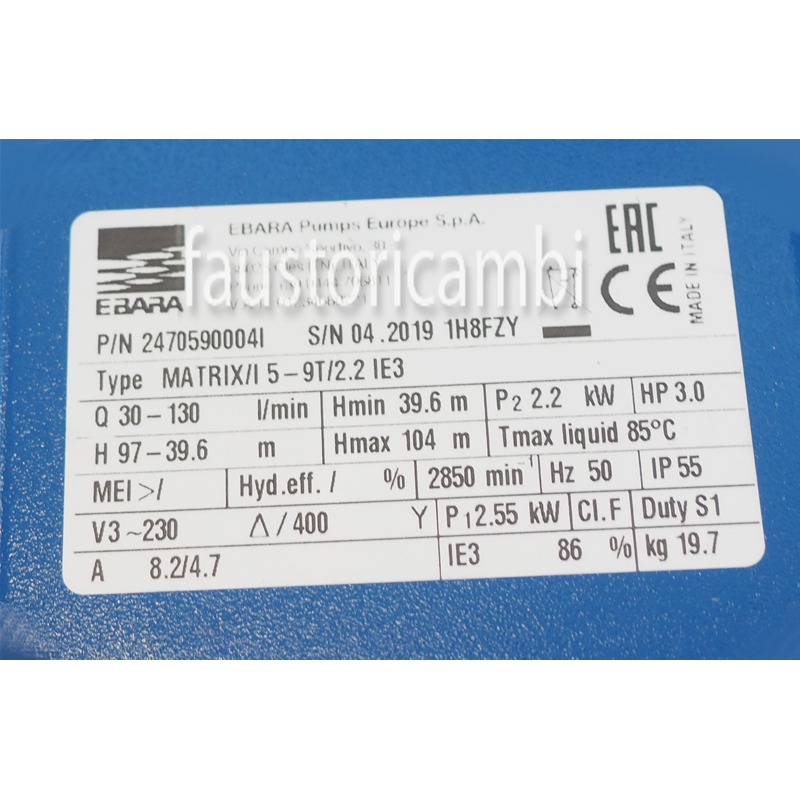 EBARA Pumps Europe S.p.A.
EAC
faustoricambi
EBARA
CE
MADE IN ITALY
P/N 2470590004I S/N 04.2019 1H8FZY
Type MATRIX/I 5-9T/2.2 IE3
Q 30-130 l/min Hmin 39.6 m P2 2.2 kW HP 3.0
H 97-39.6 m Hmax 104 m Tmax liquid 85°C
MEI >/ Hyd.eff. / % 2850 min⁻¹ Hz 50 IP 55
V3~230 Δ/400 Y P1 2.55 kW Cl.F Duty S1
A 8.2/4.7 IE3 86 % kg 19.7